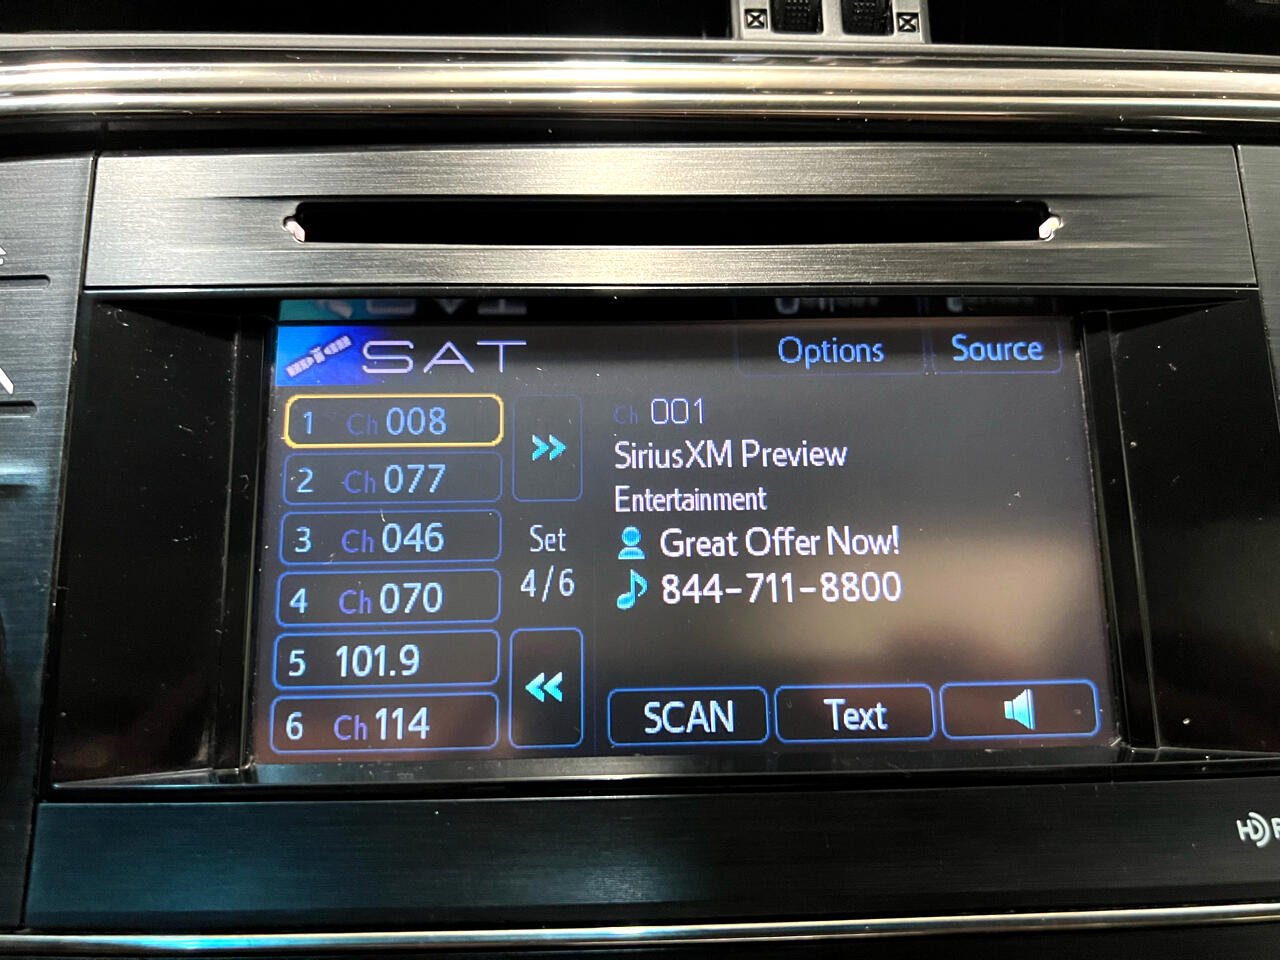 SAT
Options
Source
1 Ch 008
2 Ch 077
3 Ch 046
4 Ch 070
5 101.9
6 Ch 114
Set
4/6
Ch 001
SiriusXM Preview
Entertainment
Great Offer Now!
844-711-8800
SCAN
Text
HD